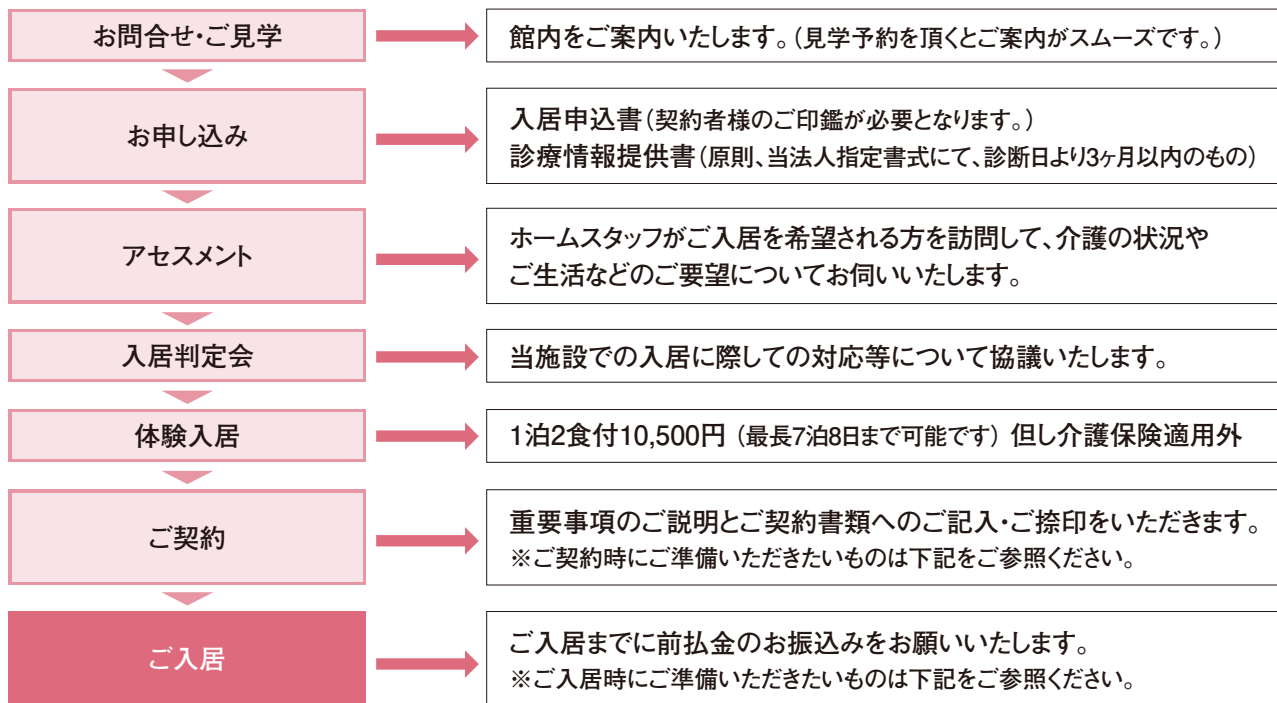 お問合せ・ご見学
館内をご案内いたします。（見学予約を頂くとご案内がスムーズです。）
お申し込み
入居申込書（契約者様のご印鑑が必要となります。）
診療情報提供書（原則、当法人指定書式にて、診断日より3ヶ月以内のもの）
アセスメント
ホームスタッフがご入居を希望される方を訪問して、介護の状況や
ご生活などのご要望についてお伺いいたします。
入居判定会
当施設での入居に際しての対応等について協議いたします。
体験入居
1泊2食付10,500円（最長7泊8日まで可能です）但し介護保険適用外
ご契約
重要事項のご説明とご契約書類へのご記入・ご捺印をいただきます。
※ご契約時にご準備いただきたいものは下記をご参照ください。
ご入居
ご入居までに前払金のお振込みをお願いいたします。
※ご入居時にご準備いただきたいものは下記をご参照ください。